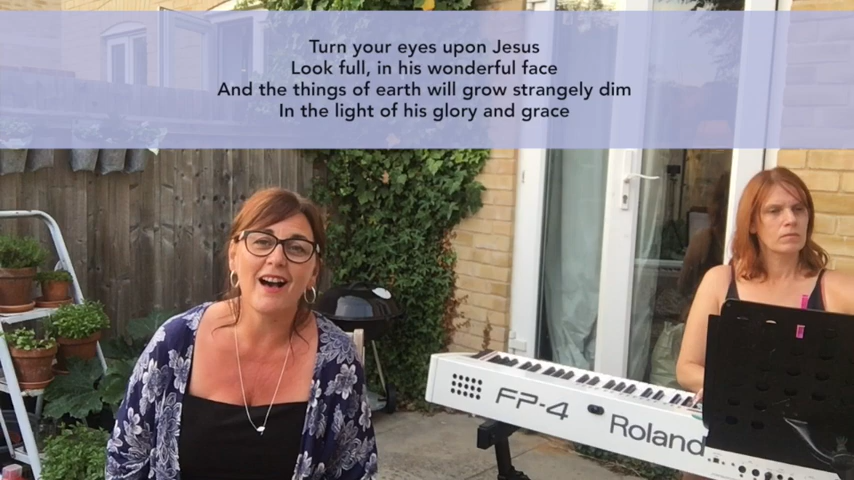 Turn your eyes upon Jesus
Look full, in his wonderful face
And the things of earth will grow strangely dim
In the light of his glory and grace
FP-4
Roland